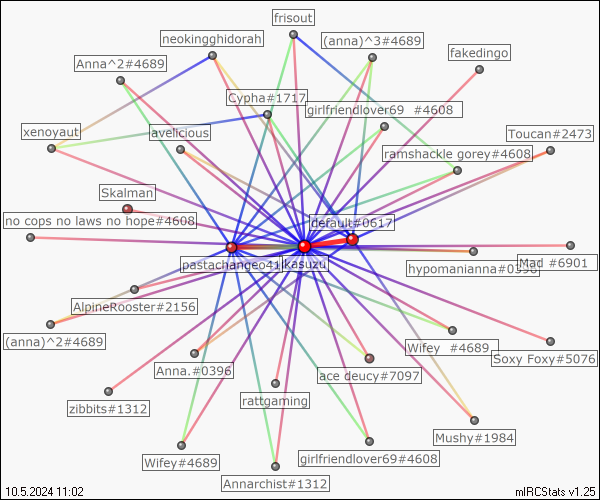 frisout
neokingghidorah
(anna)^3#4689
fakedingo
Anna^2#4689
Cypha#1717
girlfriendlover69 #4608
xenoyaut
avelicious
Toucan#2473
ramshackle gorey#4608
Skalman
no cops no laws no hope#4608
default#0617
pastachangeo41
Kasuzu
hypomanianna#0396
Mad #6901
AlpineRooster#2156
(anna)^2#4689
Wifey #4689
Soxy Foxy#5076
Anna.#0396
ace deucy#7097
zibbits#1312
rattgaming
Mushy#1984
Wifey#4689
girlfriendlover69#4608
Annarchist#1312
10.5.2024 11:02
mIRCStats v1.25